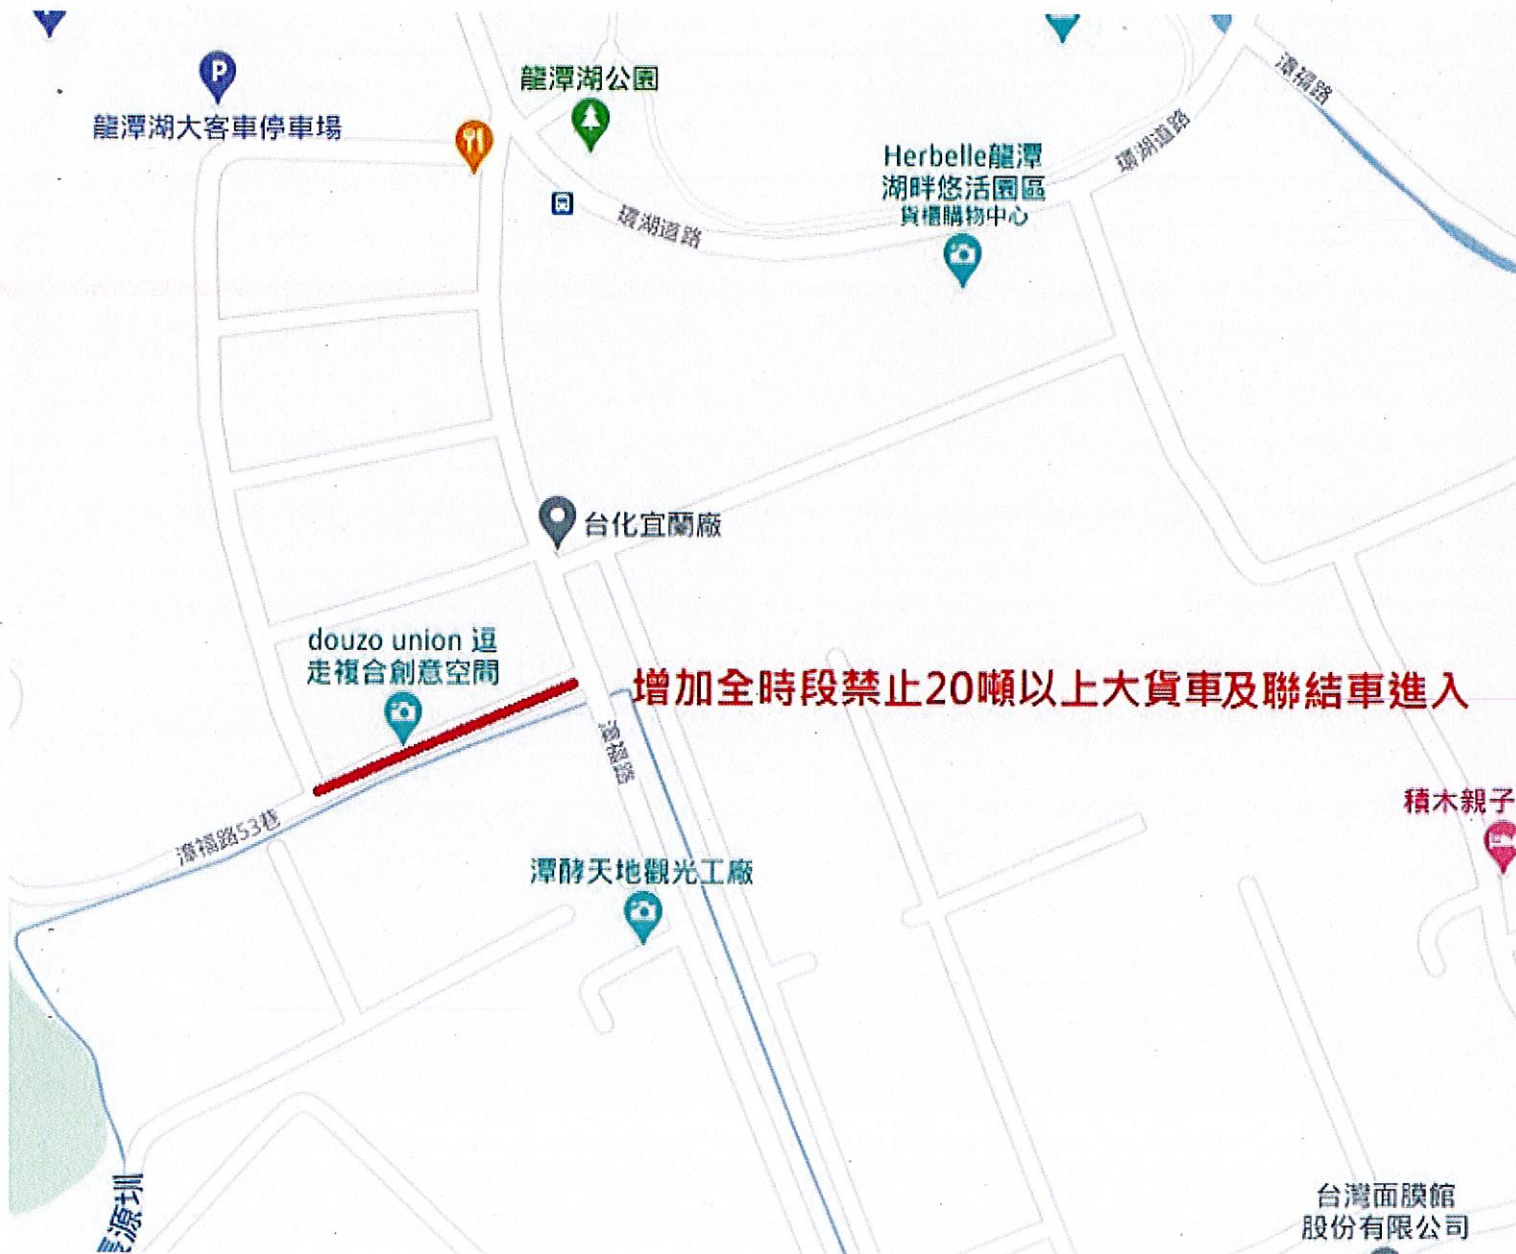 P
龍潭湖大客車停車場
龍潭湖公園
漳福路
環湖道路
Herbelle龍潭
湖畔悠活園區
貨櫃購物中心
環湖道路
台化宜蘭廠
douzo union 逗
走複合創意空間
增加全時段禁止20噸以上大貨車及聯結車進入
漳福路
積木親子
漳福路53巷
潭酵天地觀光工廠
源圳
台灣面膜館
股份有限公司